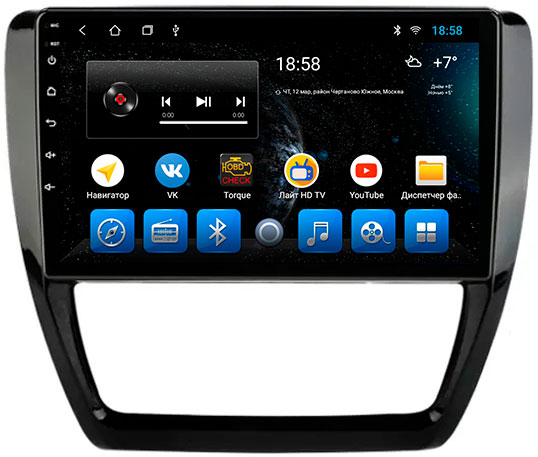 MIC
RST
18:58
18:58
+7°
ЧТ, 12 мар, район Чертаново Южное, Москва
Днём +8°
Ночью +5°
0:00
0:00
OBD
CHECK
HD
Навигатор
VK
Torque
Лайт HD TV
YouTube
Диспетчер фа..